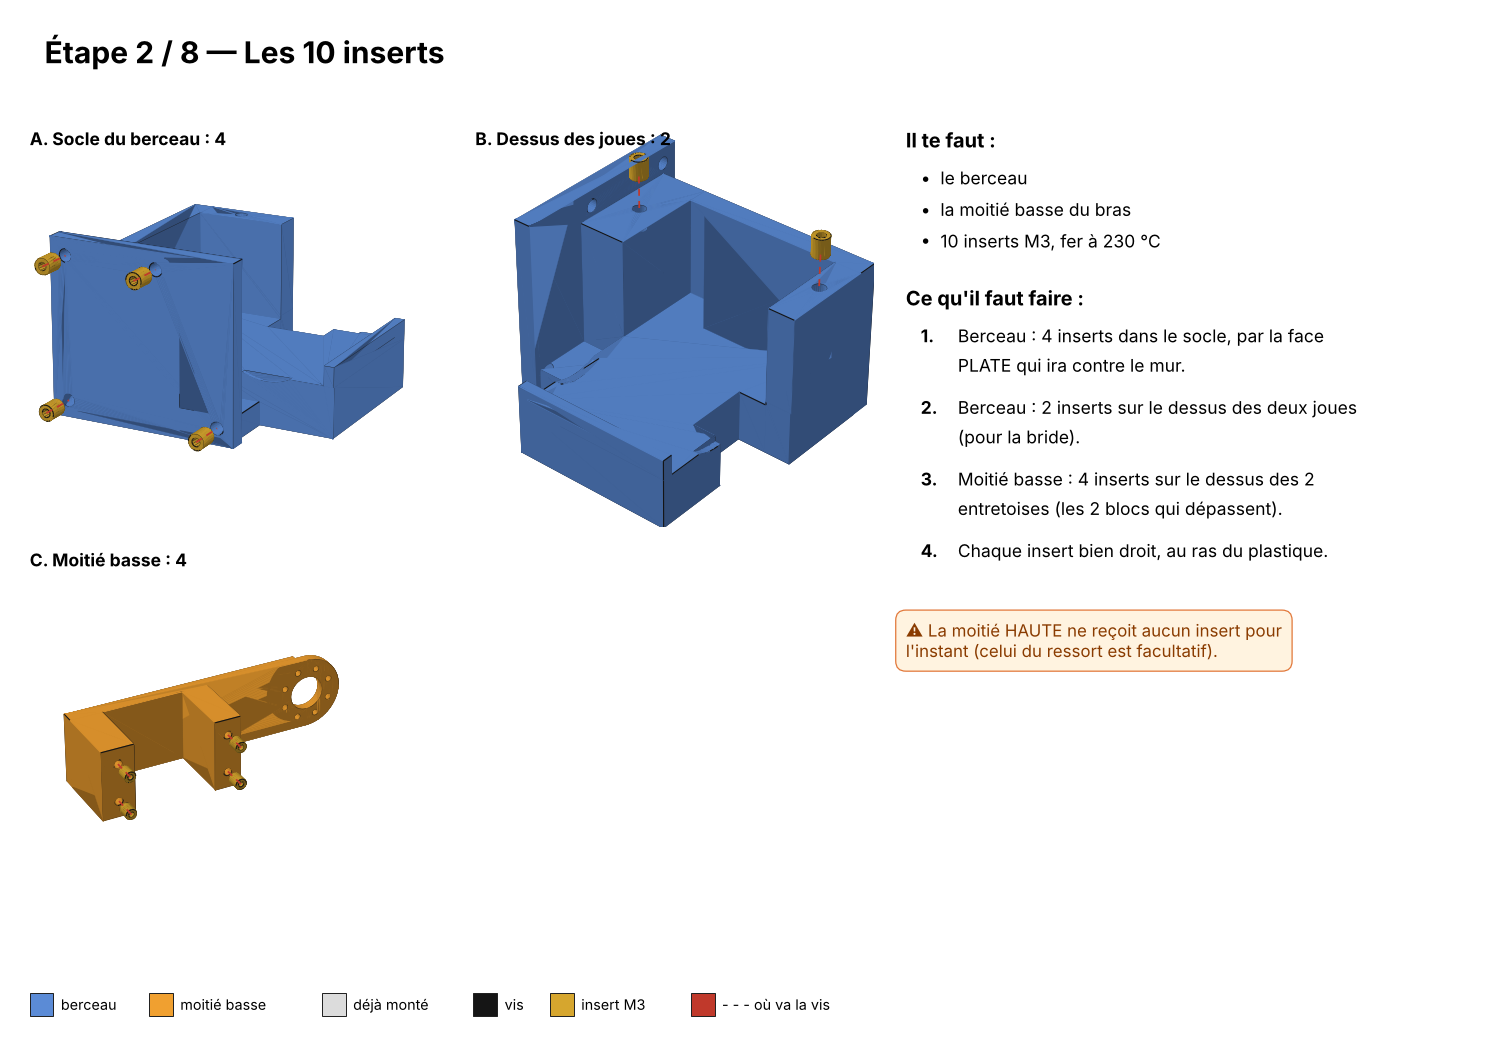 Étape 2 / 8 — Les 10 inserts
A. Socle du berceau : 4
B. Dessus des joues : 2
C. Moitié basse : 4
Il te faut :
• le berceau
• la moitié basse du bras
• 10 inserts M3, fer à 230 °C
Ce qu'il faut faire :
1. Berceau : 4 inserts dans le socle, par la face
PLATE qui ira contre le mur.
2. Berceau : 2 inserts sur le dessus des deux joues
(pour la bride).
3. Moitié basse : 4 inserts sur le dessus des 2
entretoises (les 2 blocs qui dépassent).
4. Chaque insert bien droit, au ras du plastique.
⚠ La moitié HAUTE ne reçoit aucun insert pour
l'instant (celui du ressort est facultatif).
berceau
moitié basse
déjà monté
vis
insert M3
- - - où va la vis